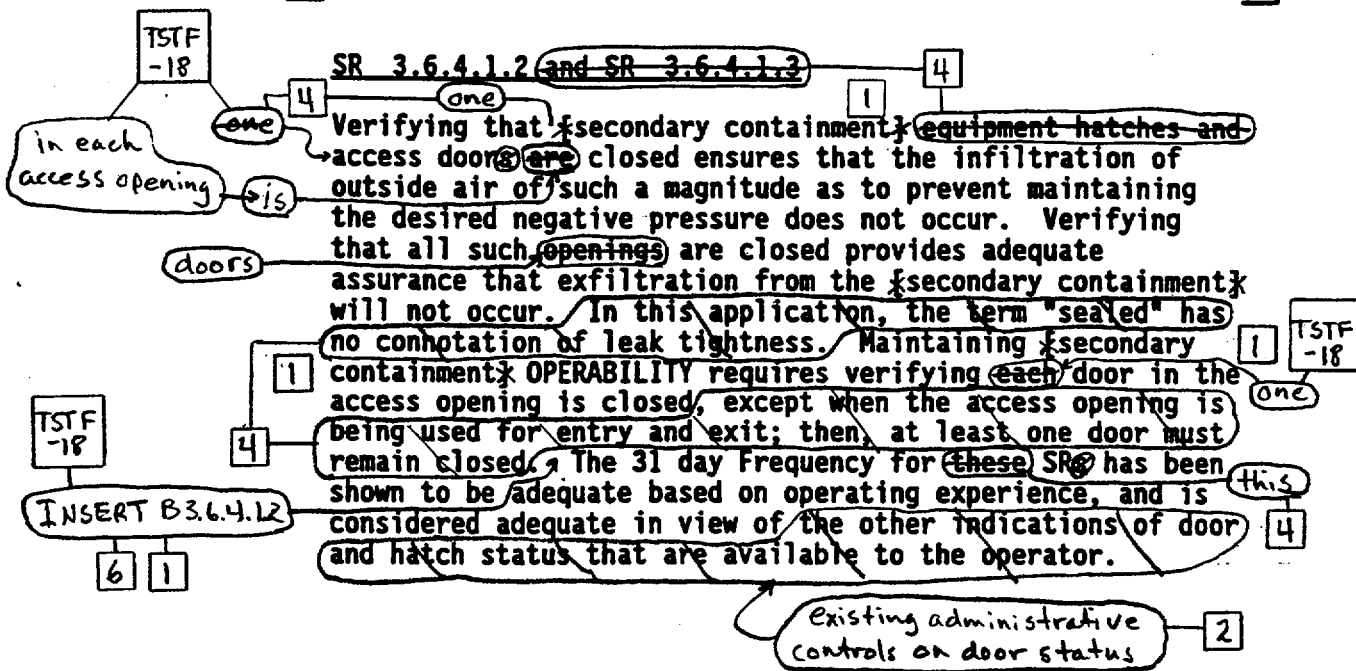 TSTF
-18
SR 3.6.4.1.2 and SR 3.6.4.1.3
4
4
one
1
one
Verifying that [secondary containment] equipment hatches and
in each
access opening
access doors are closed ensures that the infiltration of
is
outside air of such a magnitude as to prevent maintaining
the desired negative pressure does not occur. Verifying
that all such openings are closed provides adequate
doors
assurance that exfiltration from the [secondary containment]
will not occur. In this application, the term "sealed" has
no connotation of leak tightness. Maintaining [secondary
1
TSTF
-18
1
containment] OPERABILITY requires verifying each door in the
one
access opening is closed, except when the access opening is
TSTF
-18
4
being used for entry and exit; then, at least one door must
remain closed. The 31 day Frequency for these SRs has been
this
4
shown to be adequate based on operating experience, and is
INSERT B3.6.4.1.2
considered adequate in view of the other indications of door
6
1
and hatch status that are available to the operator.
existing administrative
controls on door status
2